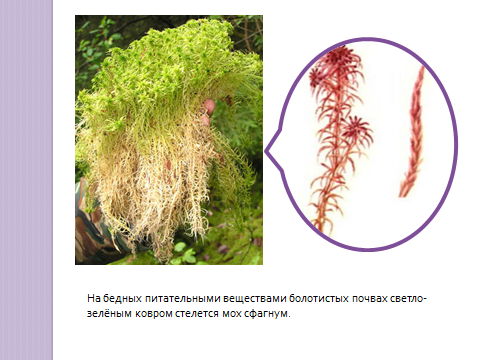 На бедных питательными веществами болотистых почвах светло-
зелёным ковром стелется мох сфагнум.